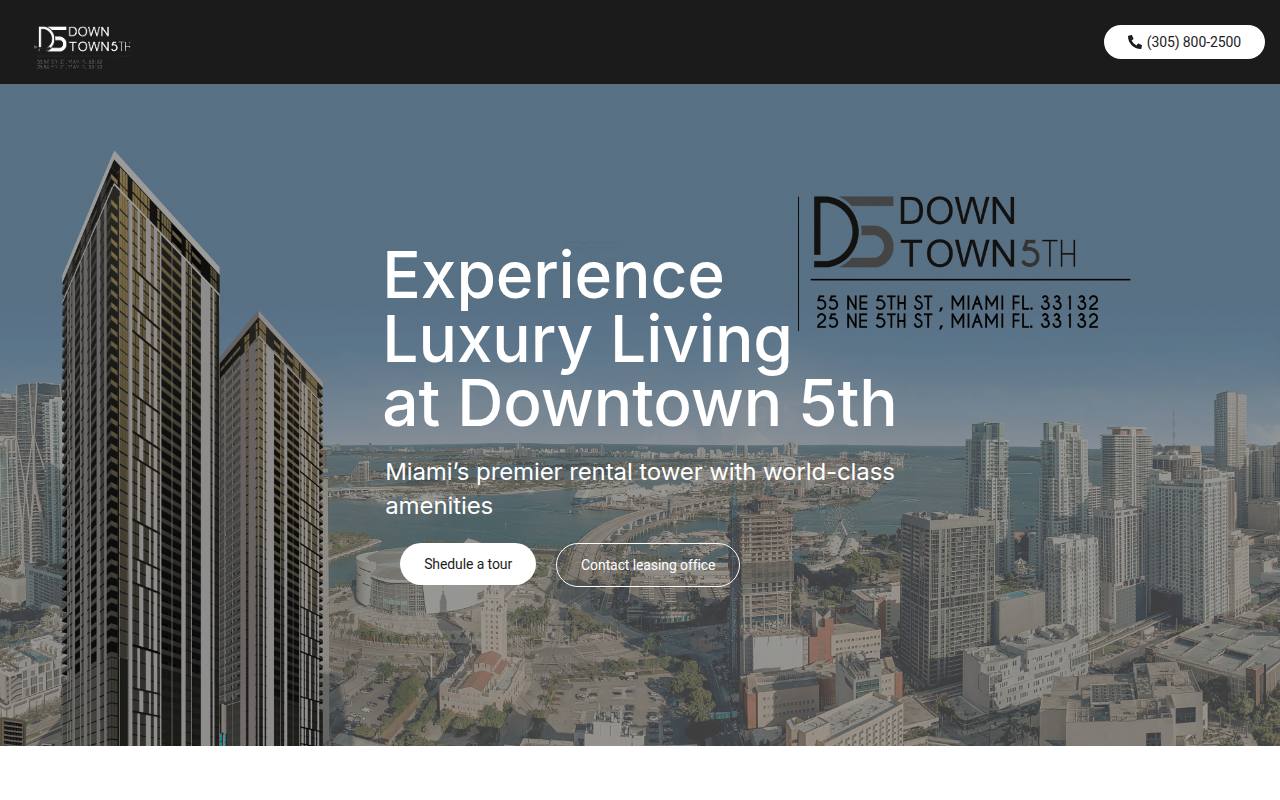 DOWN
TOWN5TH
(305) 800-2500
DOWN
TOWN5TH
55 NE 5TH ST , MIAMI FL. 33132
25 NE 5TH ST , MIAMI FL. 33132
Experience
Luxury Living
at Downtown 5th
Miami’s premier rental tower with world-class
amenities
Shedule a tour
Contact leasing office